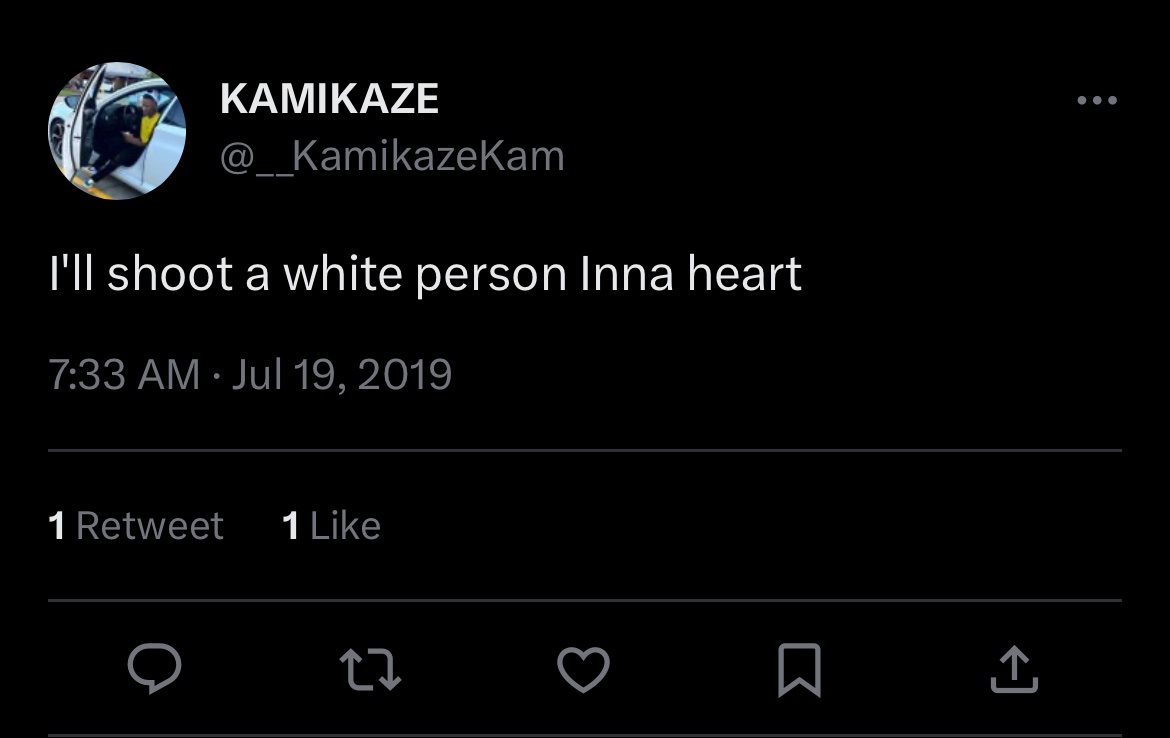 KAMIKAZE
@__KamikazeKam
I'll shoot a white person Inna heart
7:33 AM · Jul 19, 2019
1 Retweet 1 Like